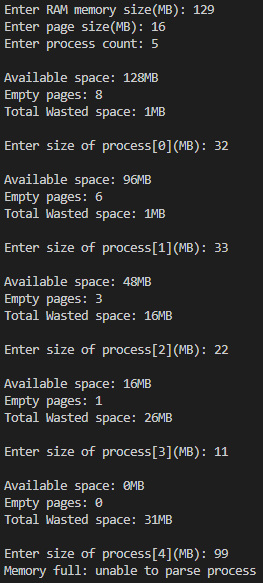 Enter RAM memory size(MB): 129
Enter page size(MB): 16
Enter process count: 5
Available space: 128MB
Empty pages: 8
Total Wasted space: 1MB
Enter size of process[0](MB): 32
Available space: 96MB
Empty pages: 6
Total Wasted space: 1MB
Enter size of process[1](MB): 33
Available space: 48MB
Empty pages: 3
Total Wasted space: 16MB
Enter size of process[2](MB): 22
Available space: 16MB
Empty pages: 1
Total Wasted space: 26MB
Enter size of process[3](MB): 11
Available space: 0MB
Empty pages: 0
Total Wasted space: 31MB
Enter size of process[4](MB): 99
Memory full: unable to parse process